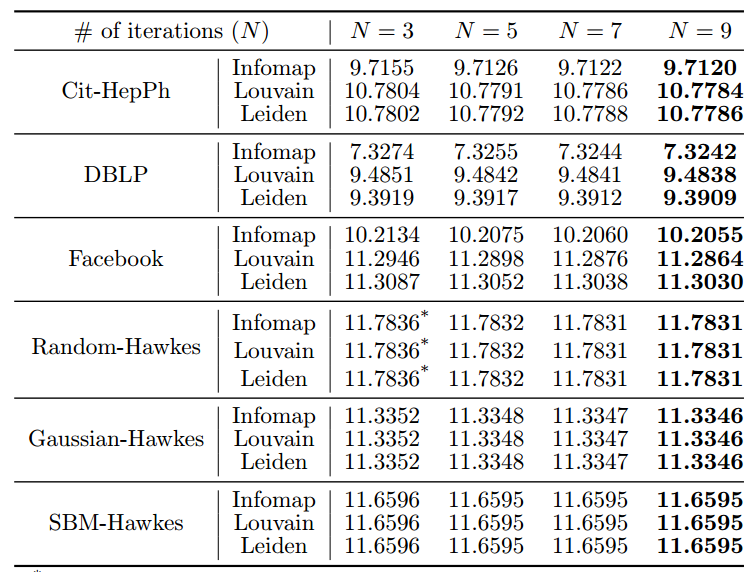 # of iterations (N) N = 3 N = 5 N = 7 N = 9
Infomap 9.7155 9.7126 9.7122 9.7120
Cit-HepPh Louvain 10.7804 10.7791 10.7786 10.7784
Leiden 10.7802 10.7792 10.7788 10.7786
Infomap 7.3274 7.3255 7.3244 7.3242
DBLP Louvain 9.4851 9.4842 9.4841 9.4838
Leiden 9.3919 9.3917 9.3912 9.3909
Infomap 10.2134 10.2075 10.2060 10.2055
Facebook Louvain 11.2946 11.2898 11.2876 11.2864
Leiden 11.3087 11.3052 11.3038 11.3030
Infomap 11.7836* 11.7832 11.7831 11.7831
Random-Hawkes Louvain 11.7836* 11.7832 11.7831 11.7831
Leiden 11.7836* 11.7832 11.7831 11.7831
Infomap 11.3352 11.3348 11.3347 11.3346
Gaussian-Hawkes Louvain 11.3352 11.3348 11.3347 11.3346
Leiden 11.3352 11.3348 11.3347 11.3346
Infomap 11.6596 11.6595 11.6595 11.6595
SBM-Hawkes Louvain 11.6596 11.6595 11.6595 11.6595
Leiden 11.6596 11.6595 11.6595 11.6595
*